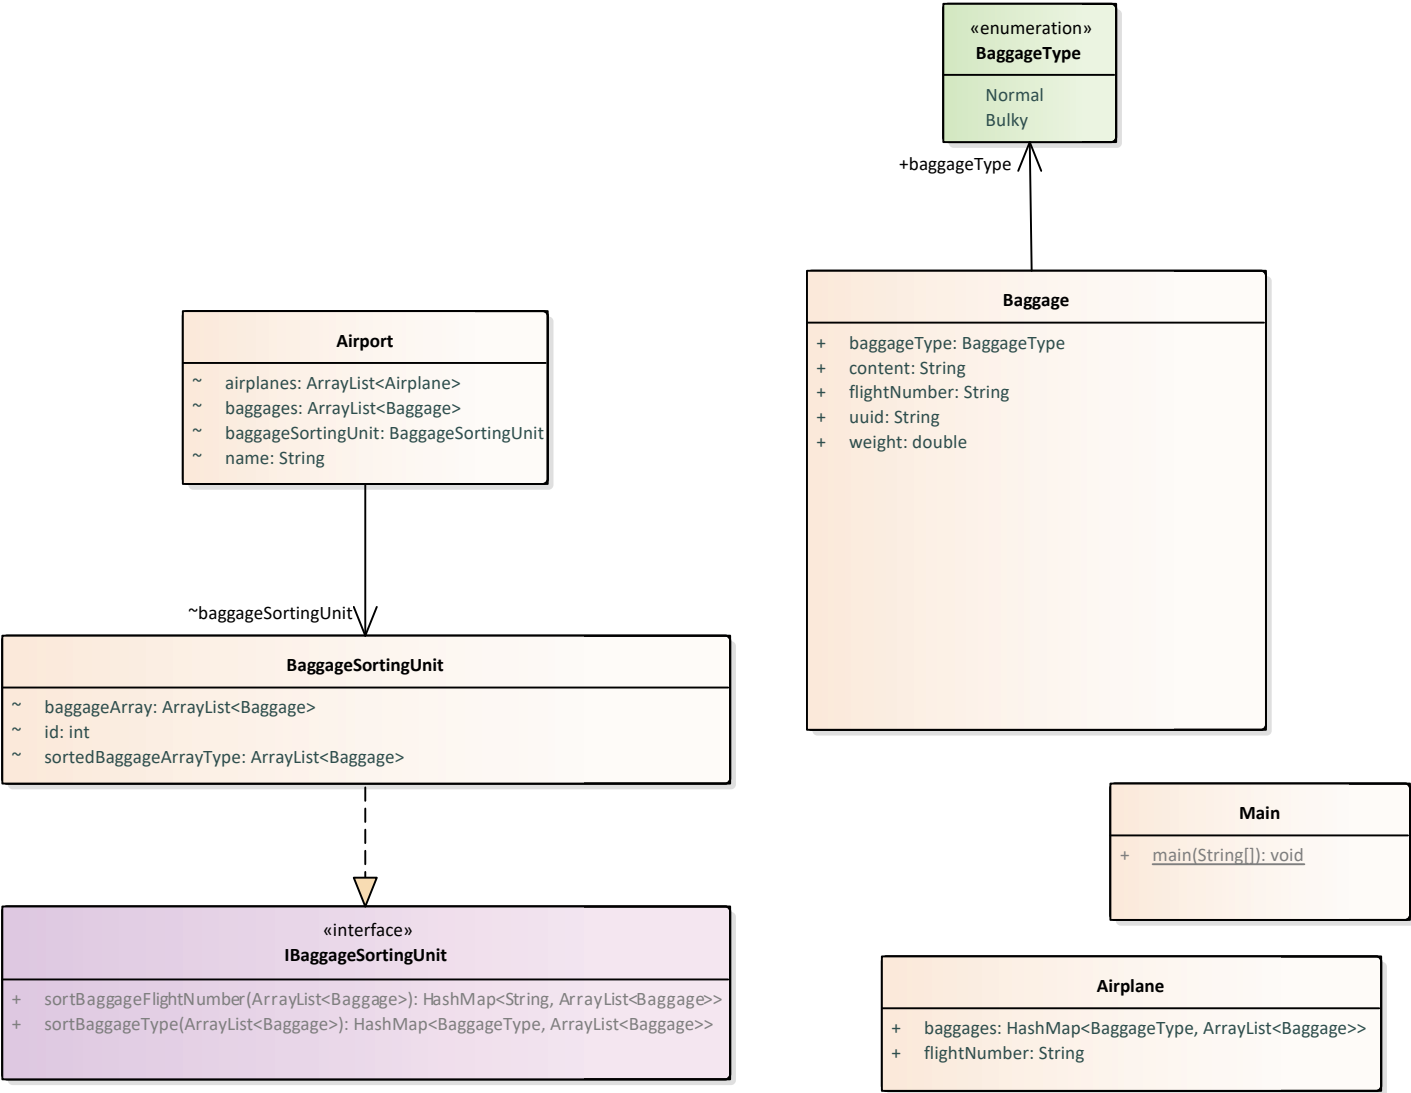 «enumeration»
BaggageType
Normal
Bulky
+baggageType
Baggage
+ baggageType: BaggageType
+ content: String
+ flightNumber: String
+ uuid: String
+ weight: double
Airport
~ airplanes: ArrayList<Airplane>
~ baggages: ArrayList<Baggage>
~ baggageSortingUnit: BaggageSortingUnit
~ name: String
~baggageSortingUnit
BaggageSortingUnit
~ baggageArray: ArrayList<Baggage>
~ id: int
~ sortedBaggageArrayType: ArrayList<Baggage>
«interface»
IBaggageSortingUnit
+ sortBaggageFlightNumber(ArrayList<Baggage>): HashMap<String, ArrayList<Baggage>>
+ sortBaggageType(ArrayList<Baggage>): HashMap<BaggageType, ArrayList<Baggage>>
Main
+ main(String[]): void
Airplane
+ baggages: HashMap<BaggageType, ArrayList<Baggage>>
+ flightNumber: String